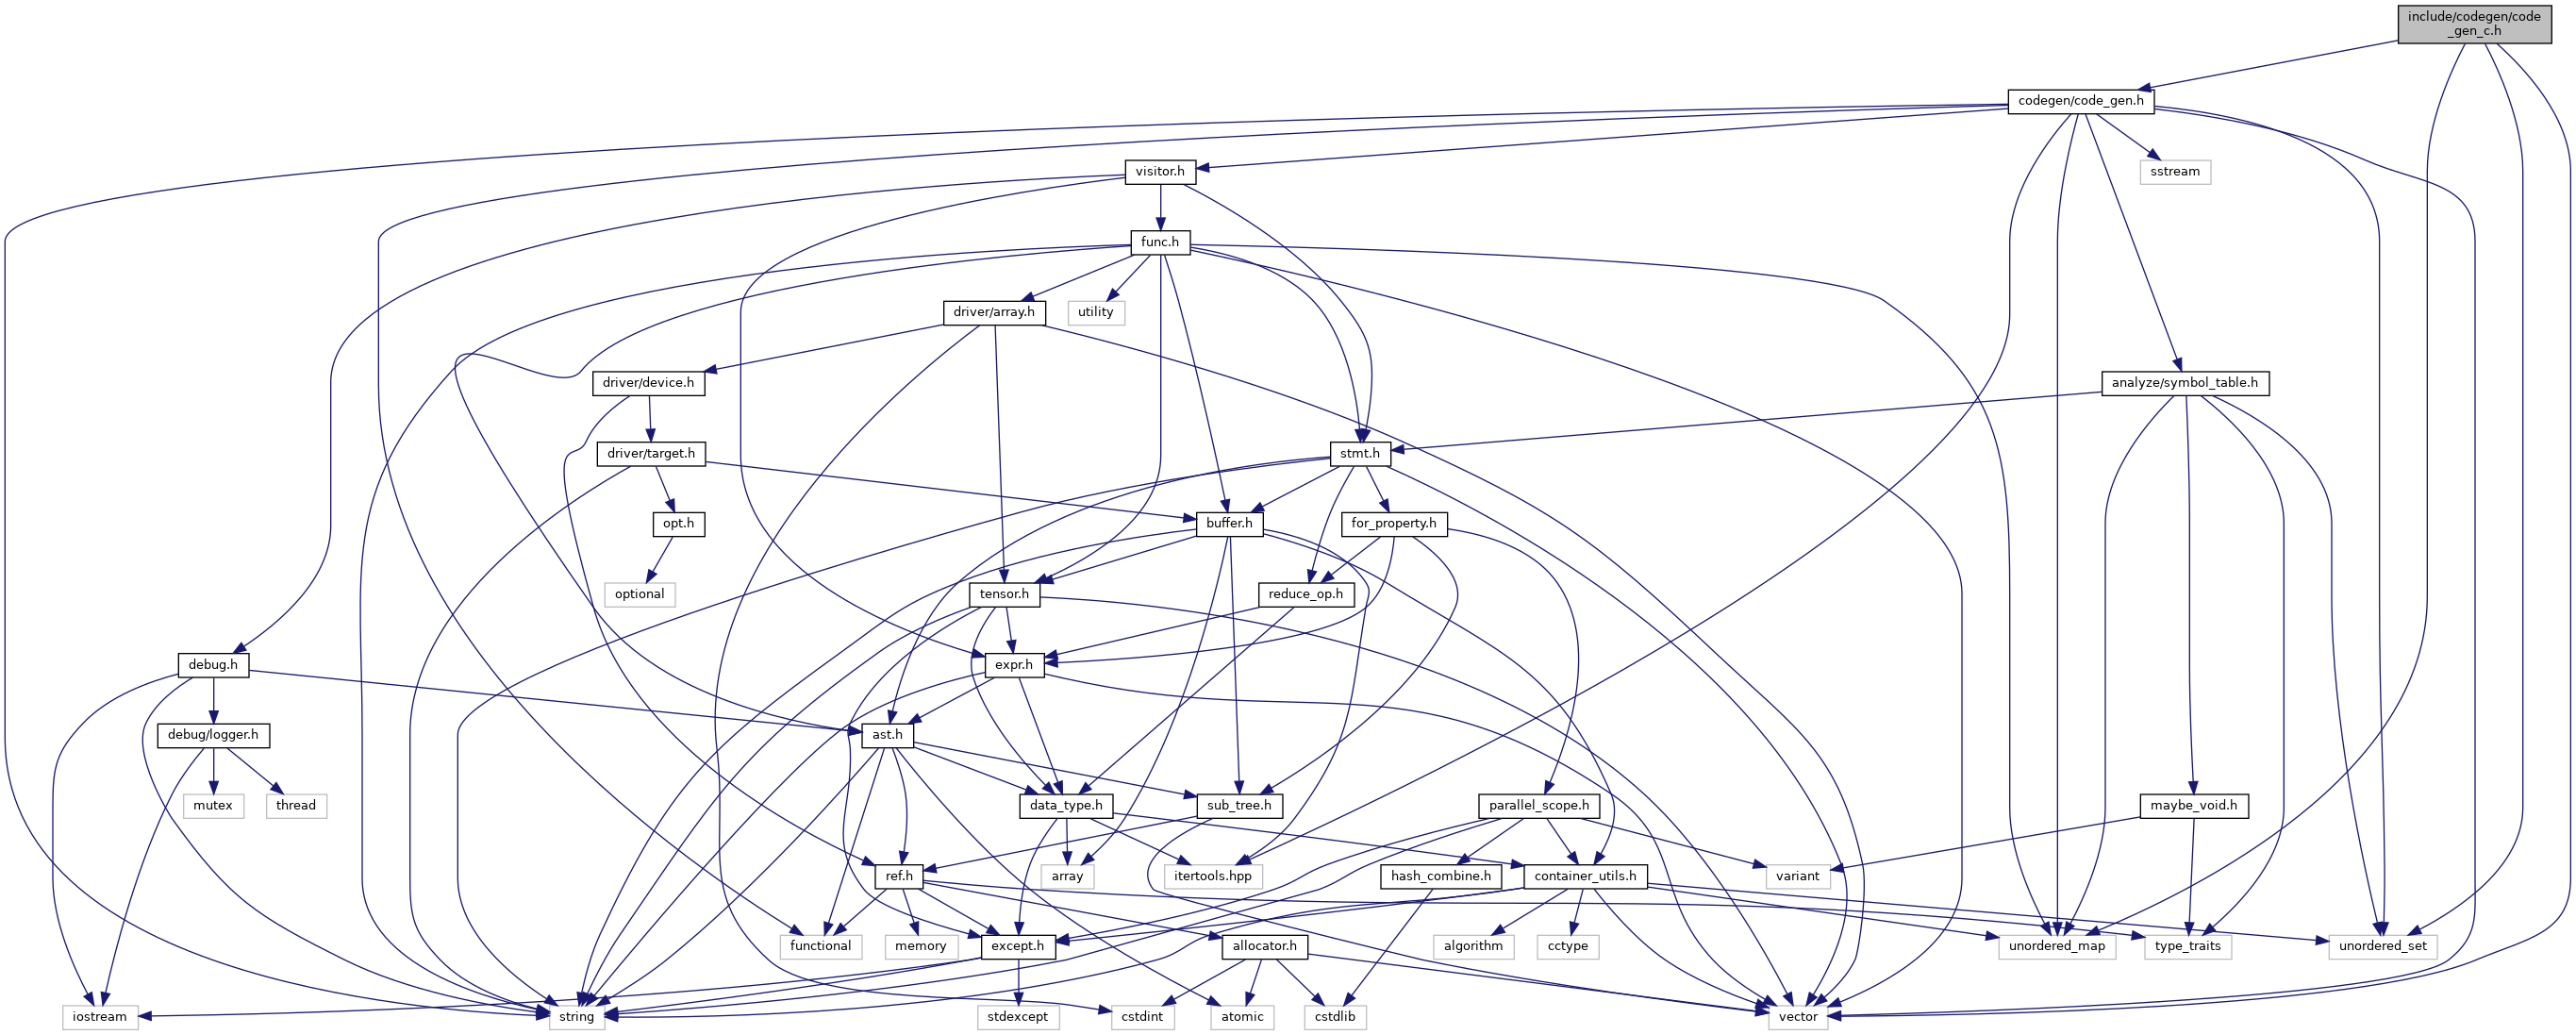 include/codegen/code
_gen_c.h
codegen/code_gen.h
visitor.h
sstream
func.h
driver/array.h
utility
driver/device.h
analyze/symbol_table.h
driver/target.h
stmt.h
opt.h
buffer.h
for_property.h
optional
tensor.h
reduce_op.h
debug.h
expr.h
debug/logger.h
ast.h
mutex
thread
data_type.h
sub_tree.h
parallel_scope.h
maybe_void.h
ref.h
array
itertools.hpp
hash_combine.h
container_utils.h
variant
functional
memory
except.h
allocator.h
algorithm
cctype
unordered_map
type_traits
unordered_set
iostream
string
stdexcept
cstdint
atomic
cstdlib
vector